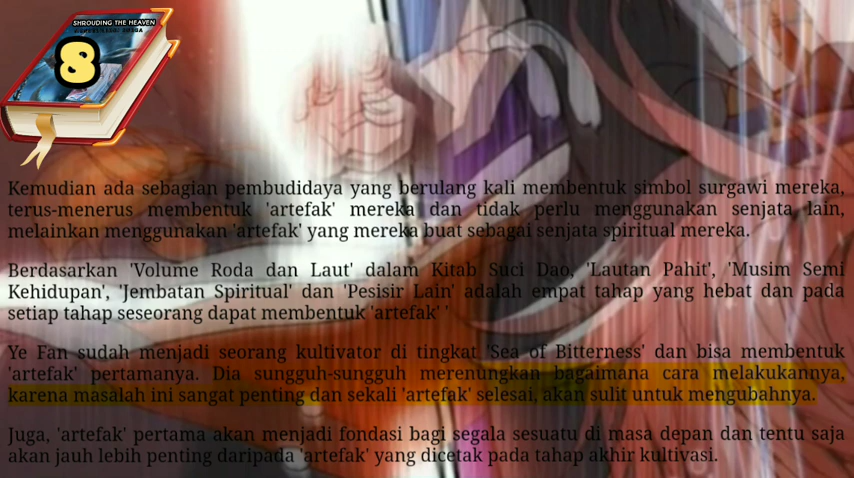 SHROUDING THE HEAVEN
8
Kemudian ada sebagian pembudidaya yang berulang kali membentuk simbol surgawi mereka,
terus-menerus membentuk 'artefak' mereka dan tidak perlu menggunakan senjata lain,
melainkan menggunakan 'artefak' yang mereka buat sebagai senjata spiritual mereka.
Berdasarkan 'Volume Roda dan Laut' dalam Kitab Suci Dao, 'Lautan Pahit', 'Musim Semi
Kehidupan', 'Jembatan Spiritual' dan 'Pesisir Lain' adalah empat tahap yang hebat dan pada
setiap tahap seseorang dapat membentuk 'artefak' '
Ye Fan sudah menjadi seorang kultivator di tingkat 'Sea of Bitterness' dan bisa membentuk
'artefak' pertamanya. Dia sungguh-sungguh merenungkan bagaimana cara melakukannya,
karena masalah ini sangat penting dan sekali 'artefak' selesai, akan sulit untuk mengubahnya.
Juga, 'artefak' pertama akan menjadi fondasi bagi segala sesuatu di masa depan dan tentu saja
akan jauh lebih penting daripada 'artefak' yang dicetak pada tahap akhir kultivasi.